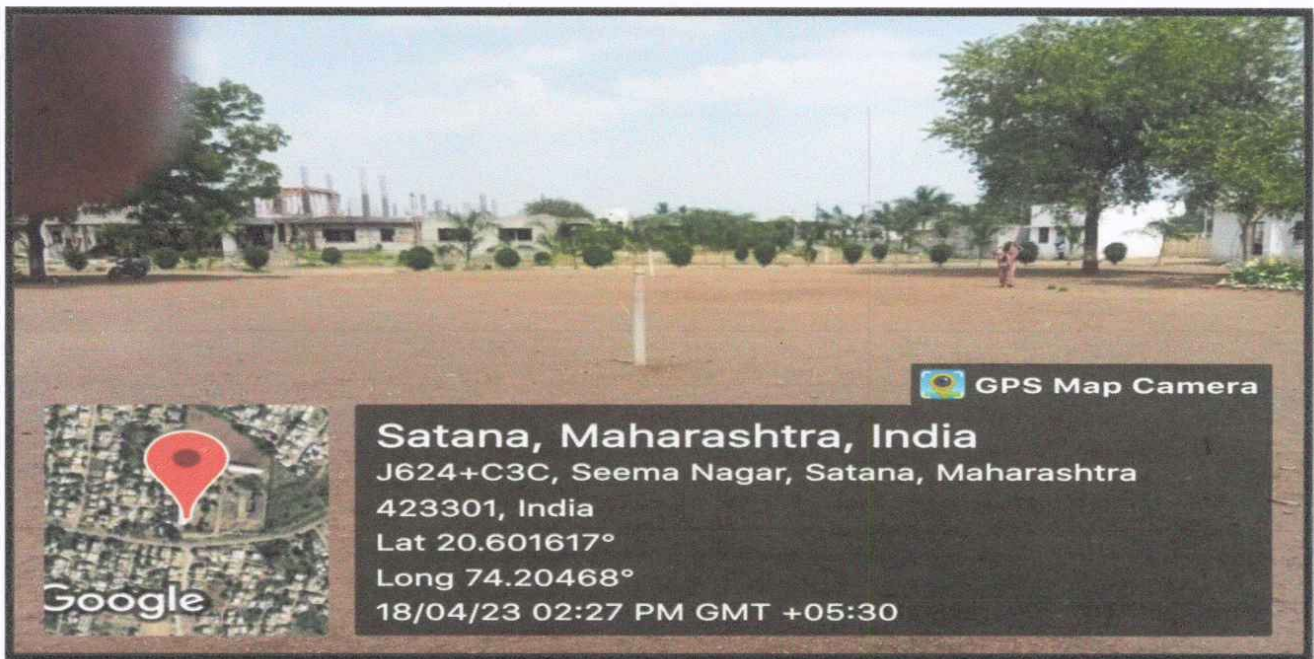 GPS Map Camera
Satana, Maharashtra, India
J624+C3C, Seema Nagar, Satana, Maharashtra
423301, India
Lat 20.601617°
Long 74.20468°
18/04/23 02:27 PM GMT +05:30
Google